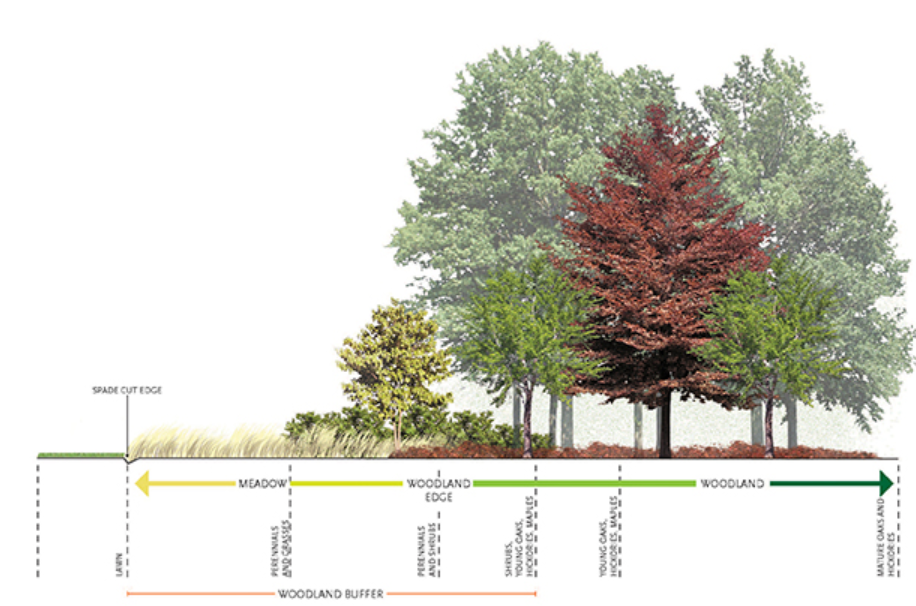 SPADE CUT EDGE
MEADOW
WOODLAND
EDGE
WOODLAND
LAWN
PERENNIALS
AND GRASSES
PERENNIALS
AND SHRUBS
SHRUBS,
YOUNG OAKS,
HICKORIES, MAPLES
YOUNG OAKS,
HICKORIES, MAPLES
MATURE OAKS AND
HICKORIES
WOODLAND BUFFER